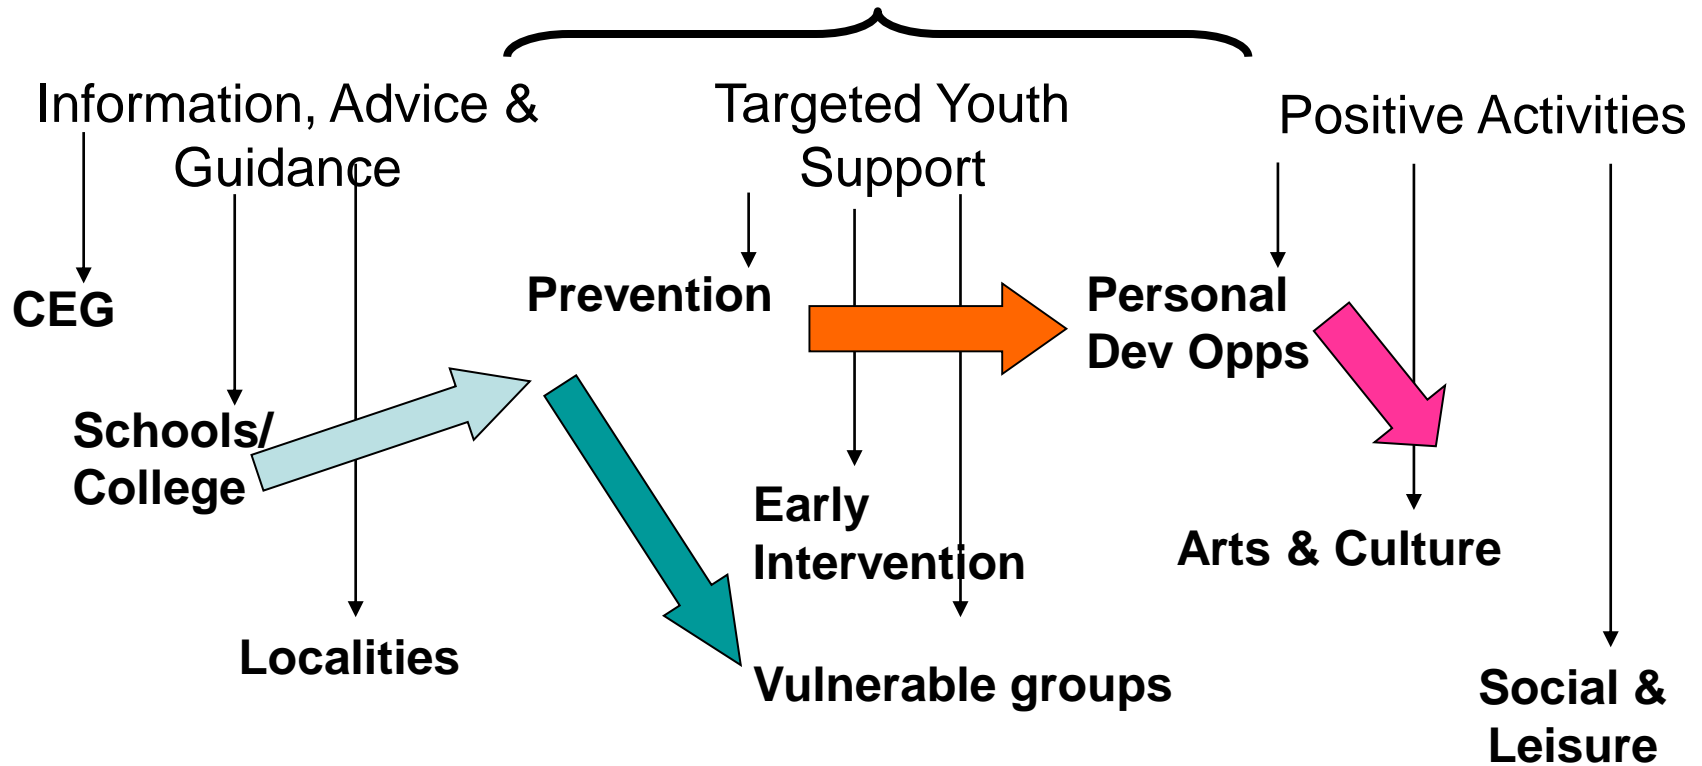 Information, Advice &
Guidance
Targeted Youth
Support
Positive Activities
CEG
Schools/
College
Localities
Prevention
Early
Intervention
Vulnerable groups
Personal
Dev Opps
Arts & Culture
Social &
Leisure